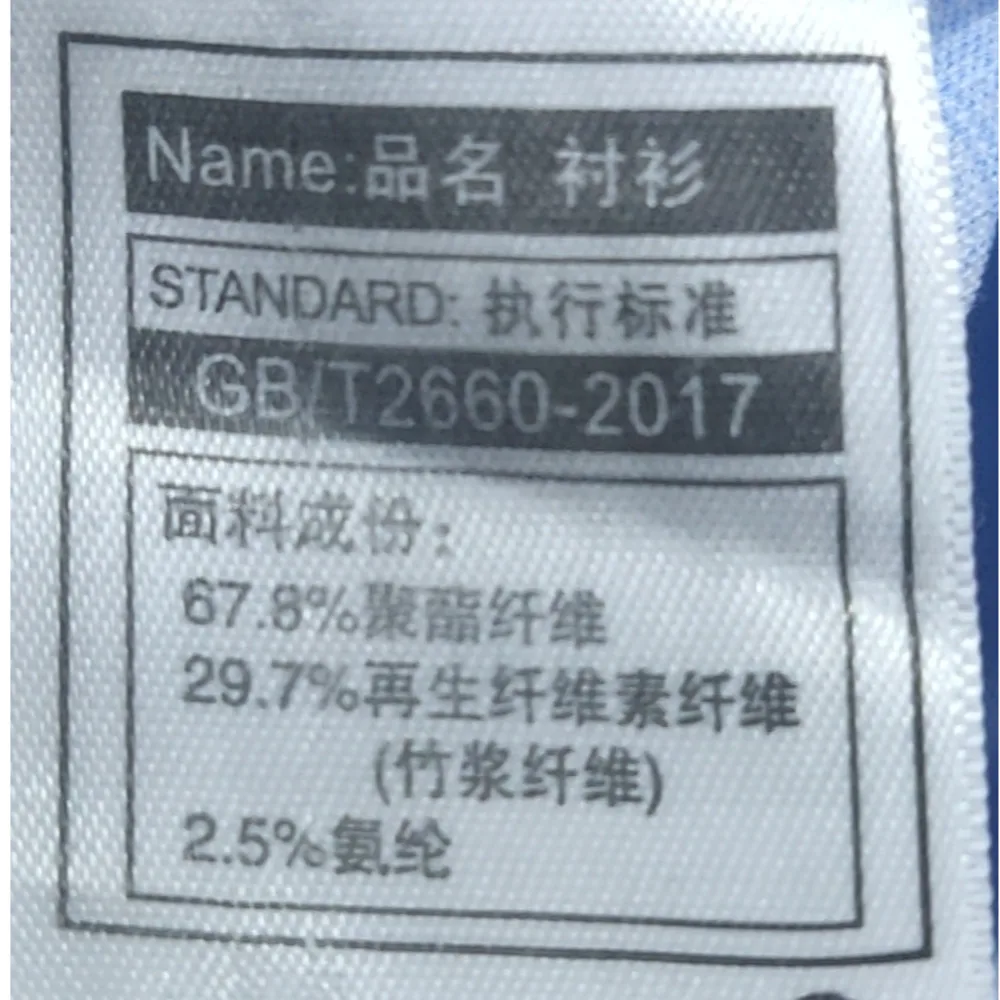 Name:品名 衬衫
STANDARD: 执行标准
GB/T2660-2017
面料成份:
67.8%聚酯纤维
29.7%再生纤维素纤维
(竹浆纤维)
2.5%氨纶